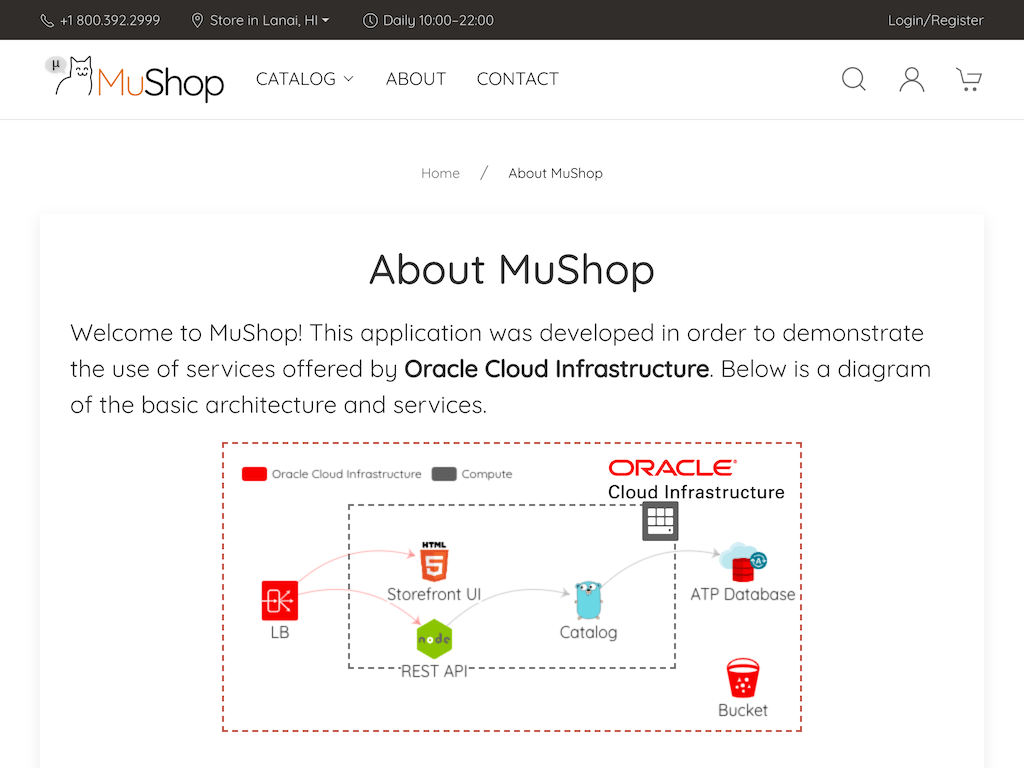 +1 800.392.2999 Store in Lanai, HI Daily 10:00–22:00 Login/Register
μ MuShop CATALOG ABOUT CONTACT
Home / About MuShop
About MuShop
Welcome to MuShop! This application was developed in order to demonstrate
the use of services offered by Oracle Cloud Infrastructure. Below is a diagram
of the basic architecture and services.
Oracle Cloud Infrastructure Compute
ORACLE®
Cloud Infrastructure
HTML
5
Storefront UI
LB
node
REST API
Catalog
A
ATP Database
Bucket